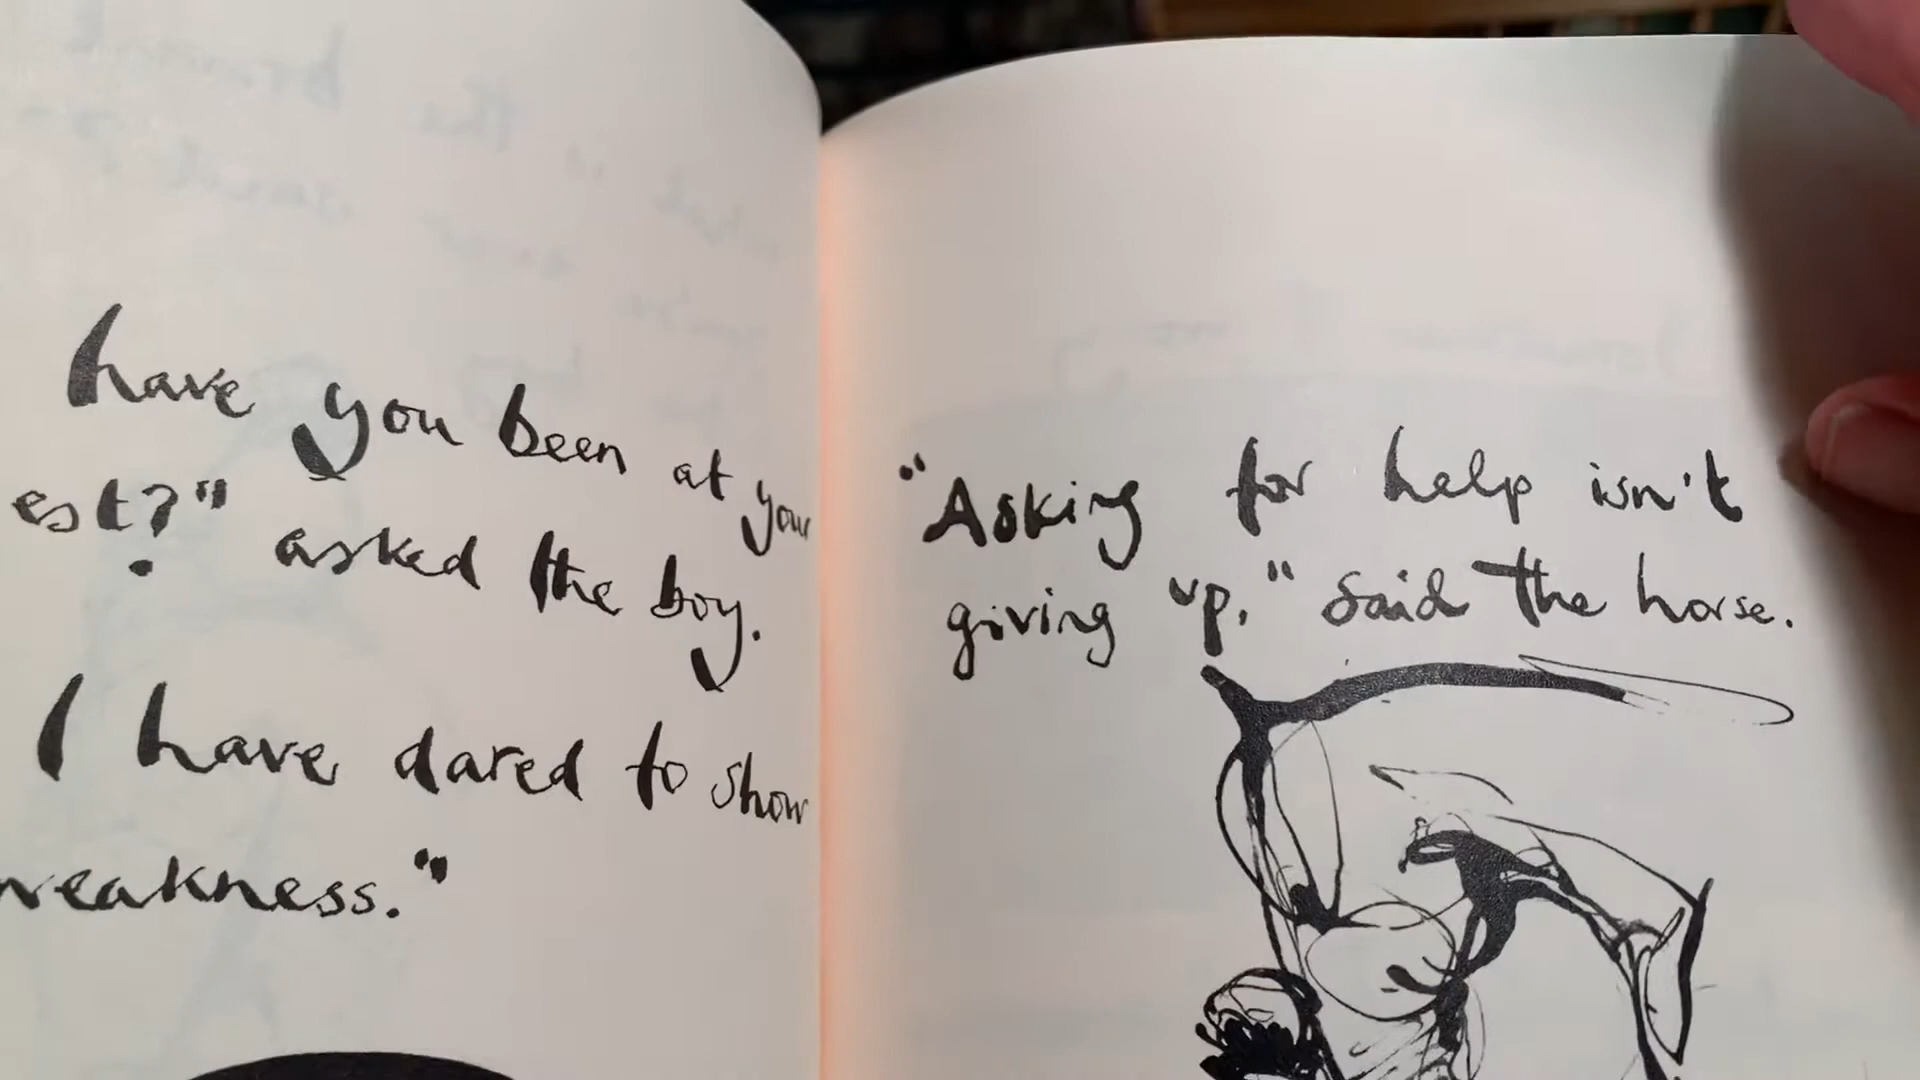 have you been at your
est?" asked the boy.
I have dared to show
weakness."
"Asking for help isn't
giving up," said the horse.